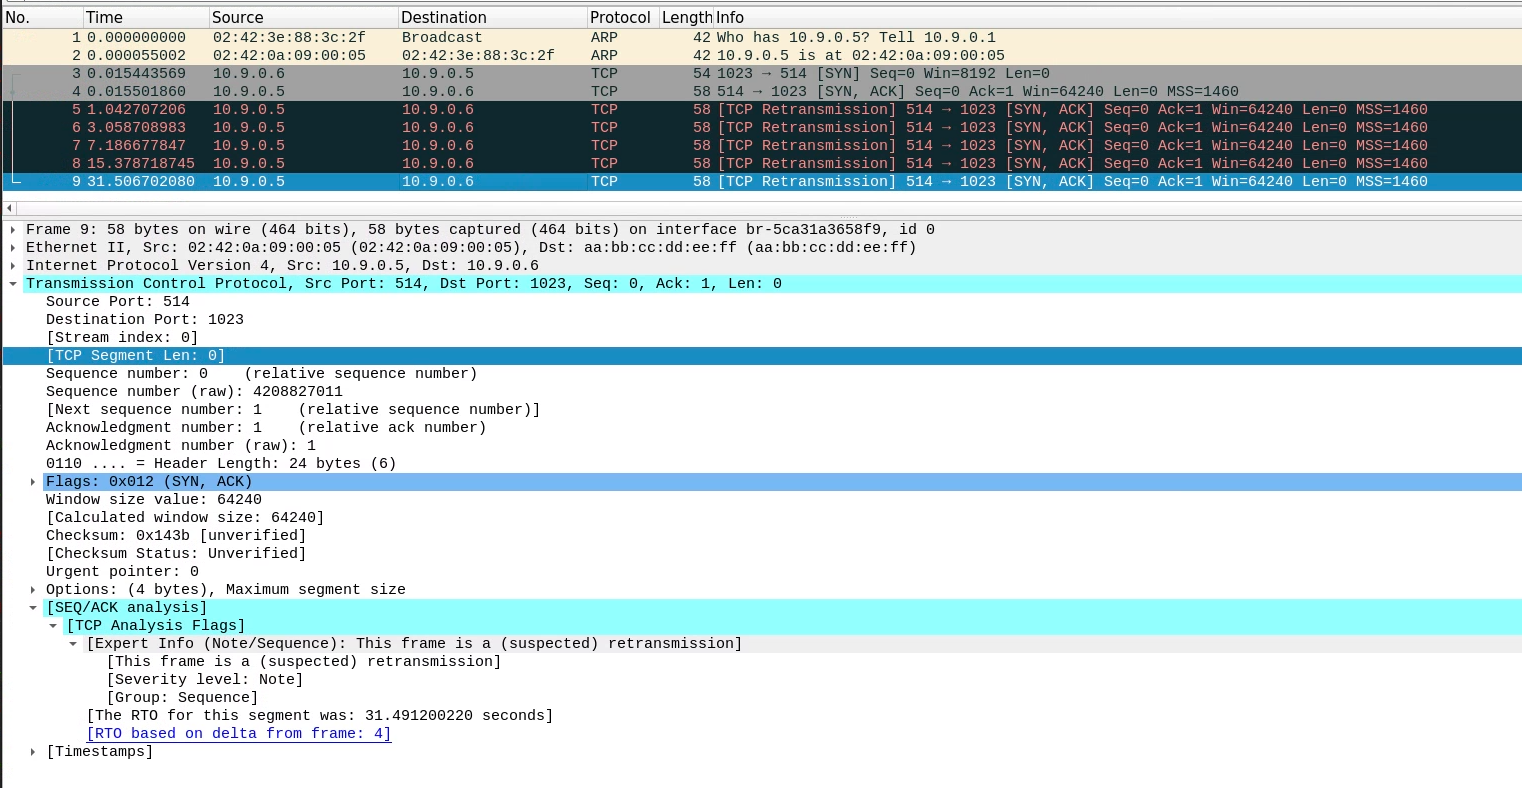 No. Time Source Destination Protocol Length Info
1 0.000000000 02:42:3e:88:3c:2f Broadcast ARP 42 Who has 10.9.0.5? Tell 10.9.0.1
2 0.000055002 02:42:0a:09:00:05 02:42:3e:88:3c:2f ARP 42 10.9.0.5 is at 02:42:0a:09:00:05
3 0.015443569 10.9.0.6 10.9.0.5 TCP 54 1023 → 514 [SYN] Seq=0 Win=8192 Len=0
4 0.015501860 10.9.0.5 10.9.0.6 TCP 58 514 → 1023 [SYN, ACK] Seq=0 Ack=1 Win=64240 Len=0 MSS=1460
5 1.042707206 10.9.0.5 10.9.0.6 TCP 58 [TCP Retransmission] 514 → 1023 [SYN, ACK] Seq=0 Ack=1 Win=64240 Len=0 MSS=1460
6 3.058708983 10.9.0.5 10.9.0.6 TCP 58 [TCP Retransmission] 514 → 1023 [SYN, ACK] Seq=0 Ack=1 Win=64240 Len=0 MSS=1460
7 7.186677847 10.9.0.5 10.9.0.6 TCP 58 [TCP Retransmission] 514 → 1023 [SYN, ACK] Seq=0 Ack=1 Win=64240 Len=0 MSS=1460
8 15.378718745 10.9.0.5 10.9.0.6 TCP 58 [TCP Retransmission] 514 → 1023 [SYN, ACK] Seq=0 Ack=1 Win=64240 Len=0 MSS=1460
9 31.506702080 10.9.0.5 10.9.0.6 TCP 58 [TCP Retransmission] 514 → 1023 [SYN, ACK] Seq=0 Ack=1 Win=64240 Len=0 MSS=1460
Frame 9: 58 bytes on wire (464 bits), 58 bytes captured (464 bits) on interface br-5ca31a3658f9, id 0
Ethernet II, Src: 02:42:0a:09:00:05 (02:42:0a:09:00:05), Dst: aa:bb:cc:dd:ee:ff (aa:bb:cc:dd:ee:ff)
Internet Protocol Version 4, Src: 10.9.0.5, Dst: 10.9.0.6
Transmission Control Protocol, Src Port: 514, Dst Port: 1023, Seq: 0, Ack: 1, Len: 0
Source Port: 514
Destination Port: 1023
[Stream index: 0]
[TCP Segment Len: 0]
Sequence number: 0 (relative sequence number)
Sequence number (raw): 4208827011
[Next sequence number: 1 (relative sequence number)]
Acknowledgment number: 1 (relative ack number)
Acknowledgment number (raw): 1
0110 .... = Header Length: 24 bytes (6)
Flags: 0x012 (SYN, ACK)
Window size value: 64240
[Calculated window size: 64240]
Checksum: 0x143b [unverified]
[Checksum Status: Unverified]
Urgent pointer: 0
Options: (4 bytes), Maximum segment size
[SEQ/ACK analysis]
[TCP Analysis Flags]
[Expert Info (Note/Sequence): This frame is a (suspected) retransmission]
[This frame is a (suspected) retransmission]
[Severity level: Note]
[Group: Sequence]
[The RTO for this segment was: 31.491200220 seconds]
[RTO based on delta from frame: 4]
[Timestamps]